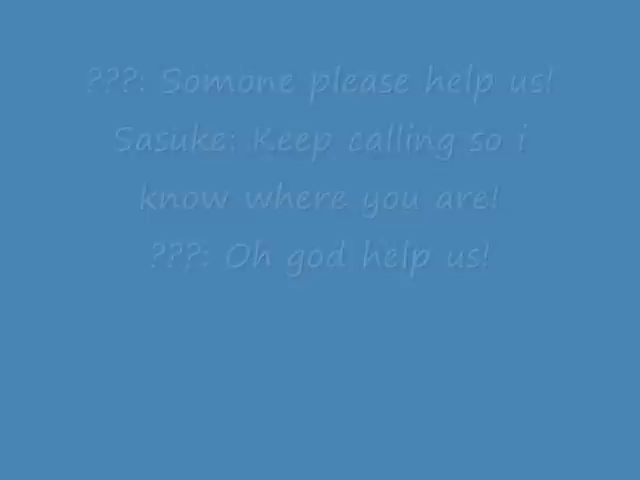 ???: Somone please help us!
Sasuke: Keep calling so i
know where you are!
???: Oh god help us!